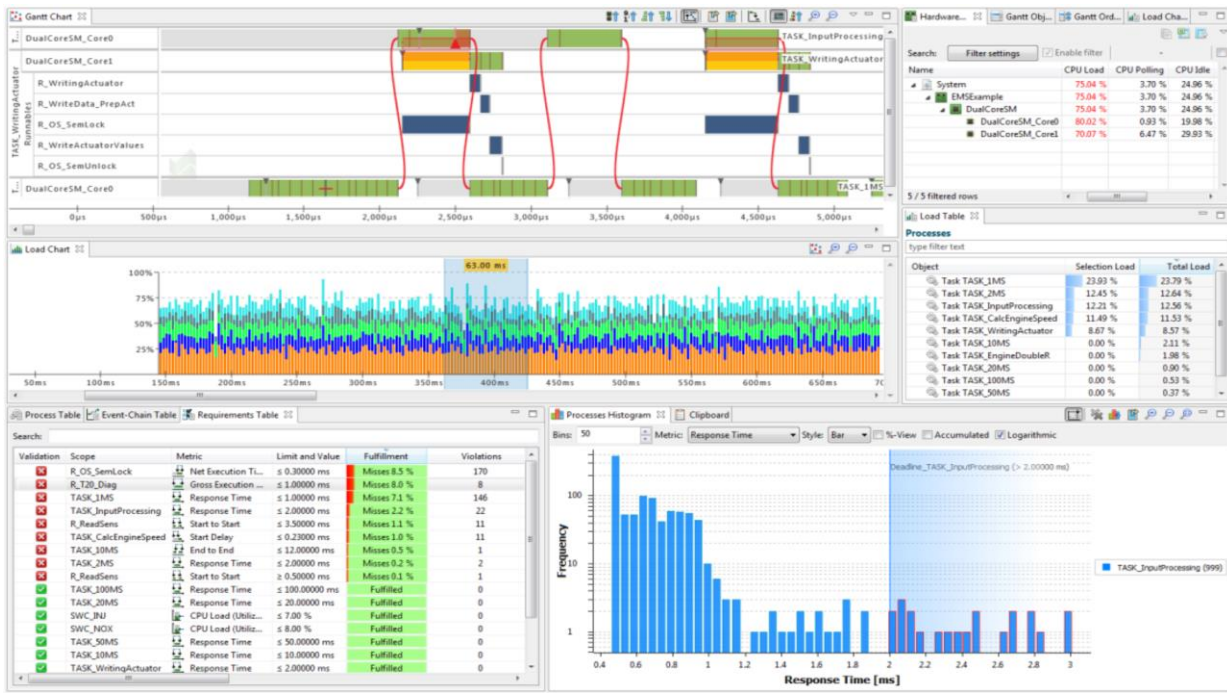 Gantt Chart
T... DualCoreSM_Core0 TASK_InputProcessing
DualCoreSM_Core1 TASK_WritingActuator
TASK_WritingActuator
Runnables
R_WritingActuator
R_WriteData_PrepAct
R_OS_SemLock
R_WriteActuatorValues
R_OS_SemUnlock
T... DualCoreSM_Core0 TASK_1MS
0µs 500µs 1,000µs 1,500µs 2,000µs 2,500µs 3,000µs 3,500µs 4,000µs 4,500µs 5,000µs
Hardware... Gantt Obj... Gantt Ord... Load Cha...
Search: Filter settings Enable filter -
Name CPU Load CPU Polling CPU Idle
System 75.04 % 3.70 % 24.96 %
EMSExample 75.04 % 3.70 % 24.96 %
DualCoreSM 75.04 % 3.70 % 24.96 %
DualCoreSM_Core0 80.02 % 0.93 % 19.98 %
DualCoreSM_Core1 70.07 % 6.47 % 29.93 %
5 / 5 filtered rows
Load Chart
63.00 ms
100%
75%
50%
25%
50ms 100ms 150ms 200ms 250ms 300ms 350ms 400ms 450ms 500ms 550ms 600ms 650ms 70
Load Table
Processes
type filter text
Object Selection Load Total Load
Task TASK_1MS 23.93 % 23.79 %
Task TASK_2MS 12.45 % 12.64 %
Task TASK_InputProcessing 12.21 % 12.56 %
Task TASK_CalcEngineSpeed 11.49 % 11.53 %
Task TASK_WritingActuator 8.67 % 8.57 %
Task TASK_10MS 0.00 % 2.11 %
Task TASK_EngineDoubleR 0.00 % 1.98 %
Task TASK_20MS 0.00 % 0.90 %
Task TASK_100MS 0.00 % 0.53 %
Task TASK_50MS 0.00 % 0.37 %
Process Table Event-Chain Table Requirements Table
Search:
Validation Scope Metric Limit and Value Fulfillment Violations
R_OS_SemLock Net Execution Ti... ≤ 0.30000 ms Misses 8.5 % 170
R_T20_Diag Gross Execution ... ≤ 1.00000 ms Misses 8.0 % 8
TASK_1MS Response Time ≤ 1.00000 ms Misses 7.1 % 146
TASK_InputProcessing Response Time ≤ 2.00000 ms Misses 2.2 % 22
R_ReadSens Start to Start ≤ 3.50000 ms Misses 1.1 % 11
TASK_CalcEngineSpeed Start Delay ≤ 0.23000 ms Misses 1.0 % 11
TASK_10MS End to End ≤ 12.00000 ms Misses 0.5 % 1
TASK_2MS Response Time ≤ 2.00000 ms Misses 0.2 % 2
R_ReadSens Start to Start ≥ 0.50000 ms Misses 0.1 % 1
TASK_100MS Response Time ≤ 100.00000 ms Fulfilled 0
TASK_20MS Response Time ≤ 20.00000 ms Fulfilled 0
SWC_INJ CPU Load (Utiliz... ≤ 7.00 % Fulfilled 0
SWC_NOX CPU Load (Utiliz... ≤ 8.00 % Fulfilled 0
TASK_50MS Response Time ≤ 50.00000 ms Fulfilled 0
TASK_10MS Response Time ≤ 10.00000 ms Fulfilled 0
TASK_WritingActuator Response Time ≤ 2.00000 ms Fulfilled 0
Processes Histogram Clipboard
Bins: 50 Metric: Response Time Style: Bar %-View Accumulated Logarithmic
Deadline_TASK_InputProcessing (> 2.00000 ms)
Frequency
100
10
1
TASK_InputProcessing (999)
0.4 0.6 0.8 1 1.2 1.4 1.6 1.8 2 2.2 2.4 2.6 2.8 3
Response Time [ms]